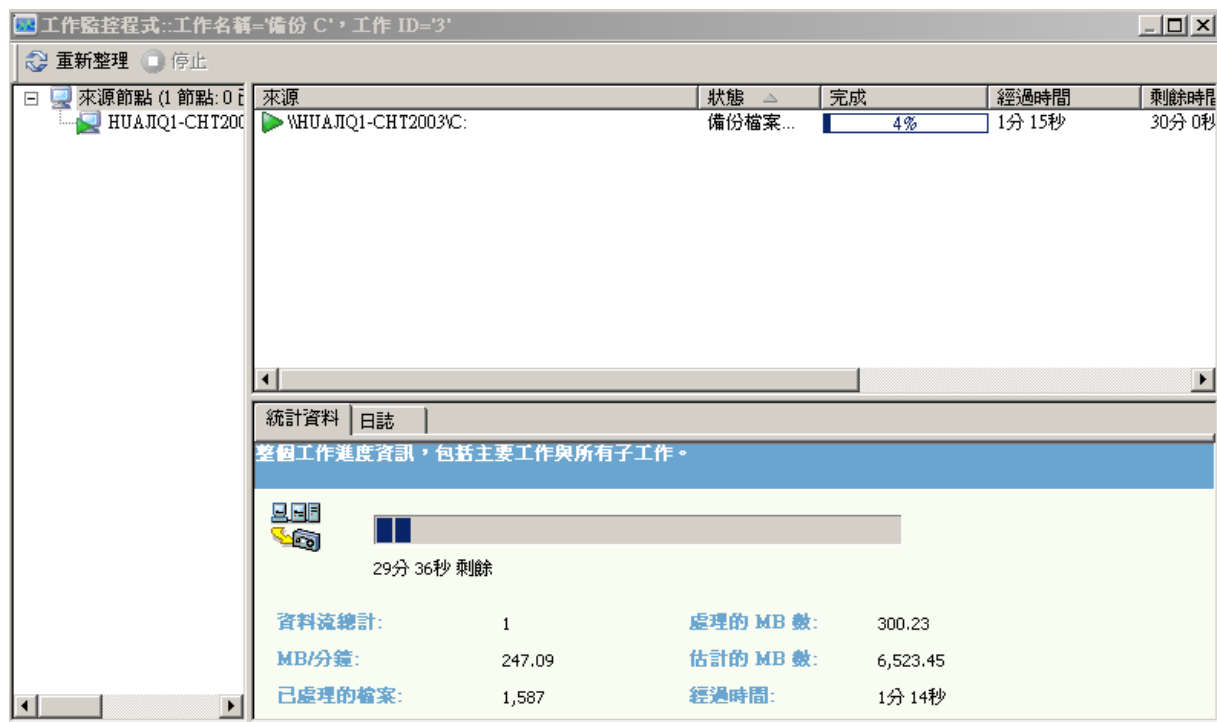 工作監控程式::工作名稱='備份 C'，工作 ID='3'
重新整理 停止
來源節點 (1 節點: 0 
HUAJIQ1-CHT200
來源 狀態 完成 經過時間 剩餘時間
\\HUAJIQ1-CHT2003\C: 備份檔案... 4% 1分 15秒 30分 0秒
統計資料 日誌
整個工作進度資訊，包括主要工作與所有子工作。
29分 36秒 剩餘
資料流總計: 1 處理的 MB 數: 300.23
MB/分鐘: 247.09 估計的 MB 數: 6,523.45
已處理的檔案: 1,587 經過時間: 1分 14秒